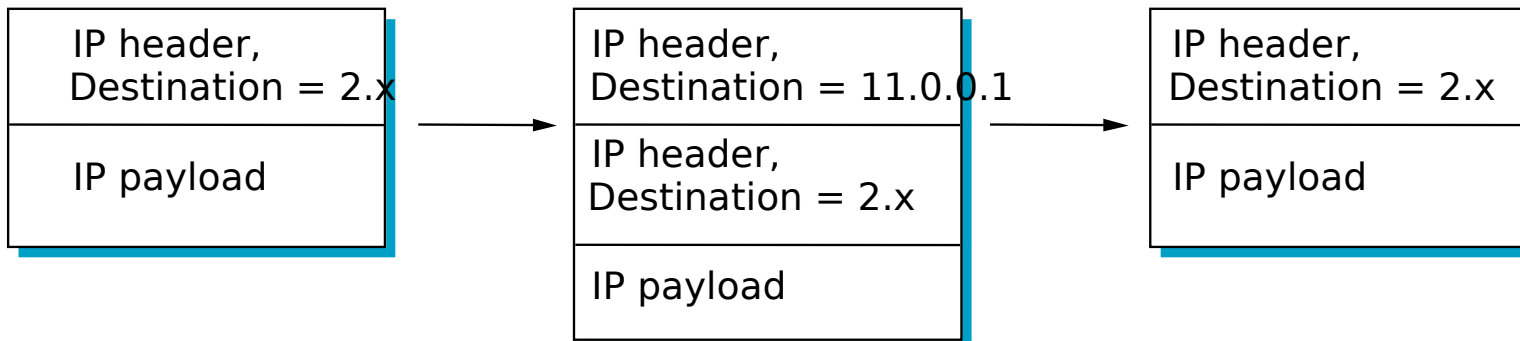 IP header,
Destination = 2.x
IP payload
IP header,
Destination = 11.0.0.1
IP header,
Destination = 2.x
IP payload
IP header,
Destination = 2.x
IP payload